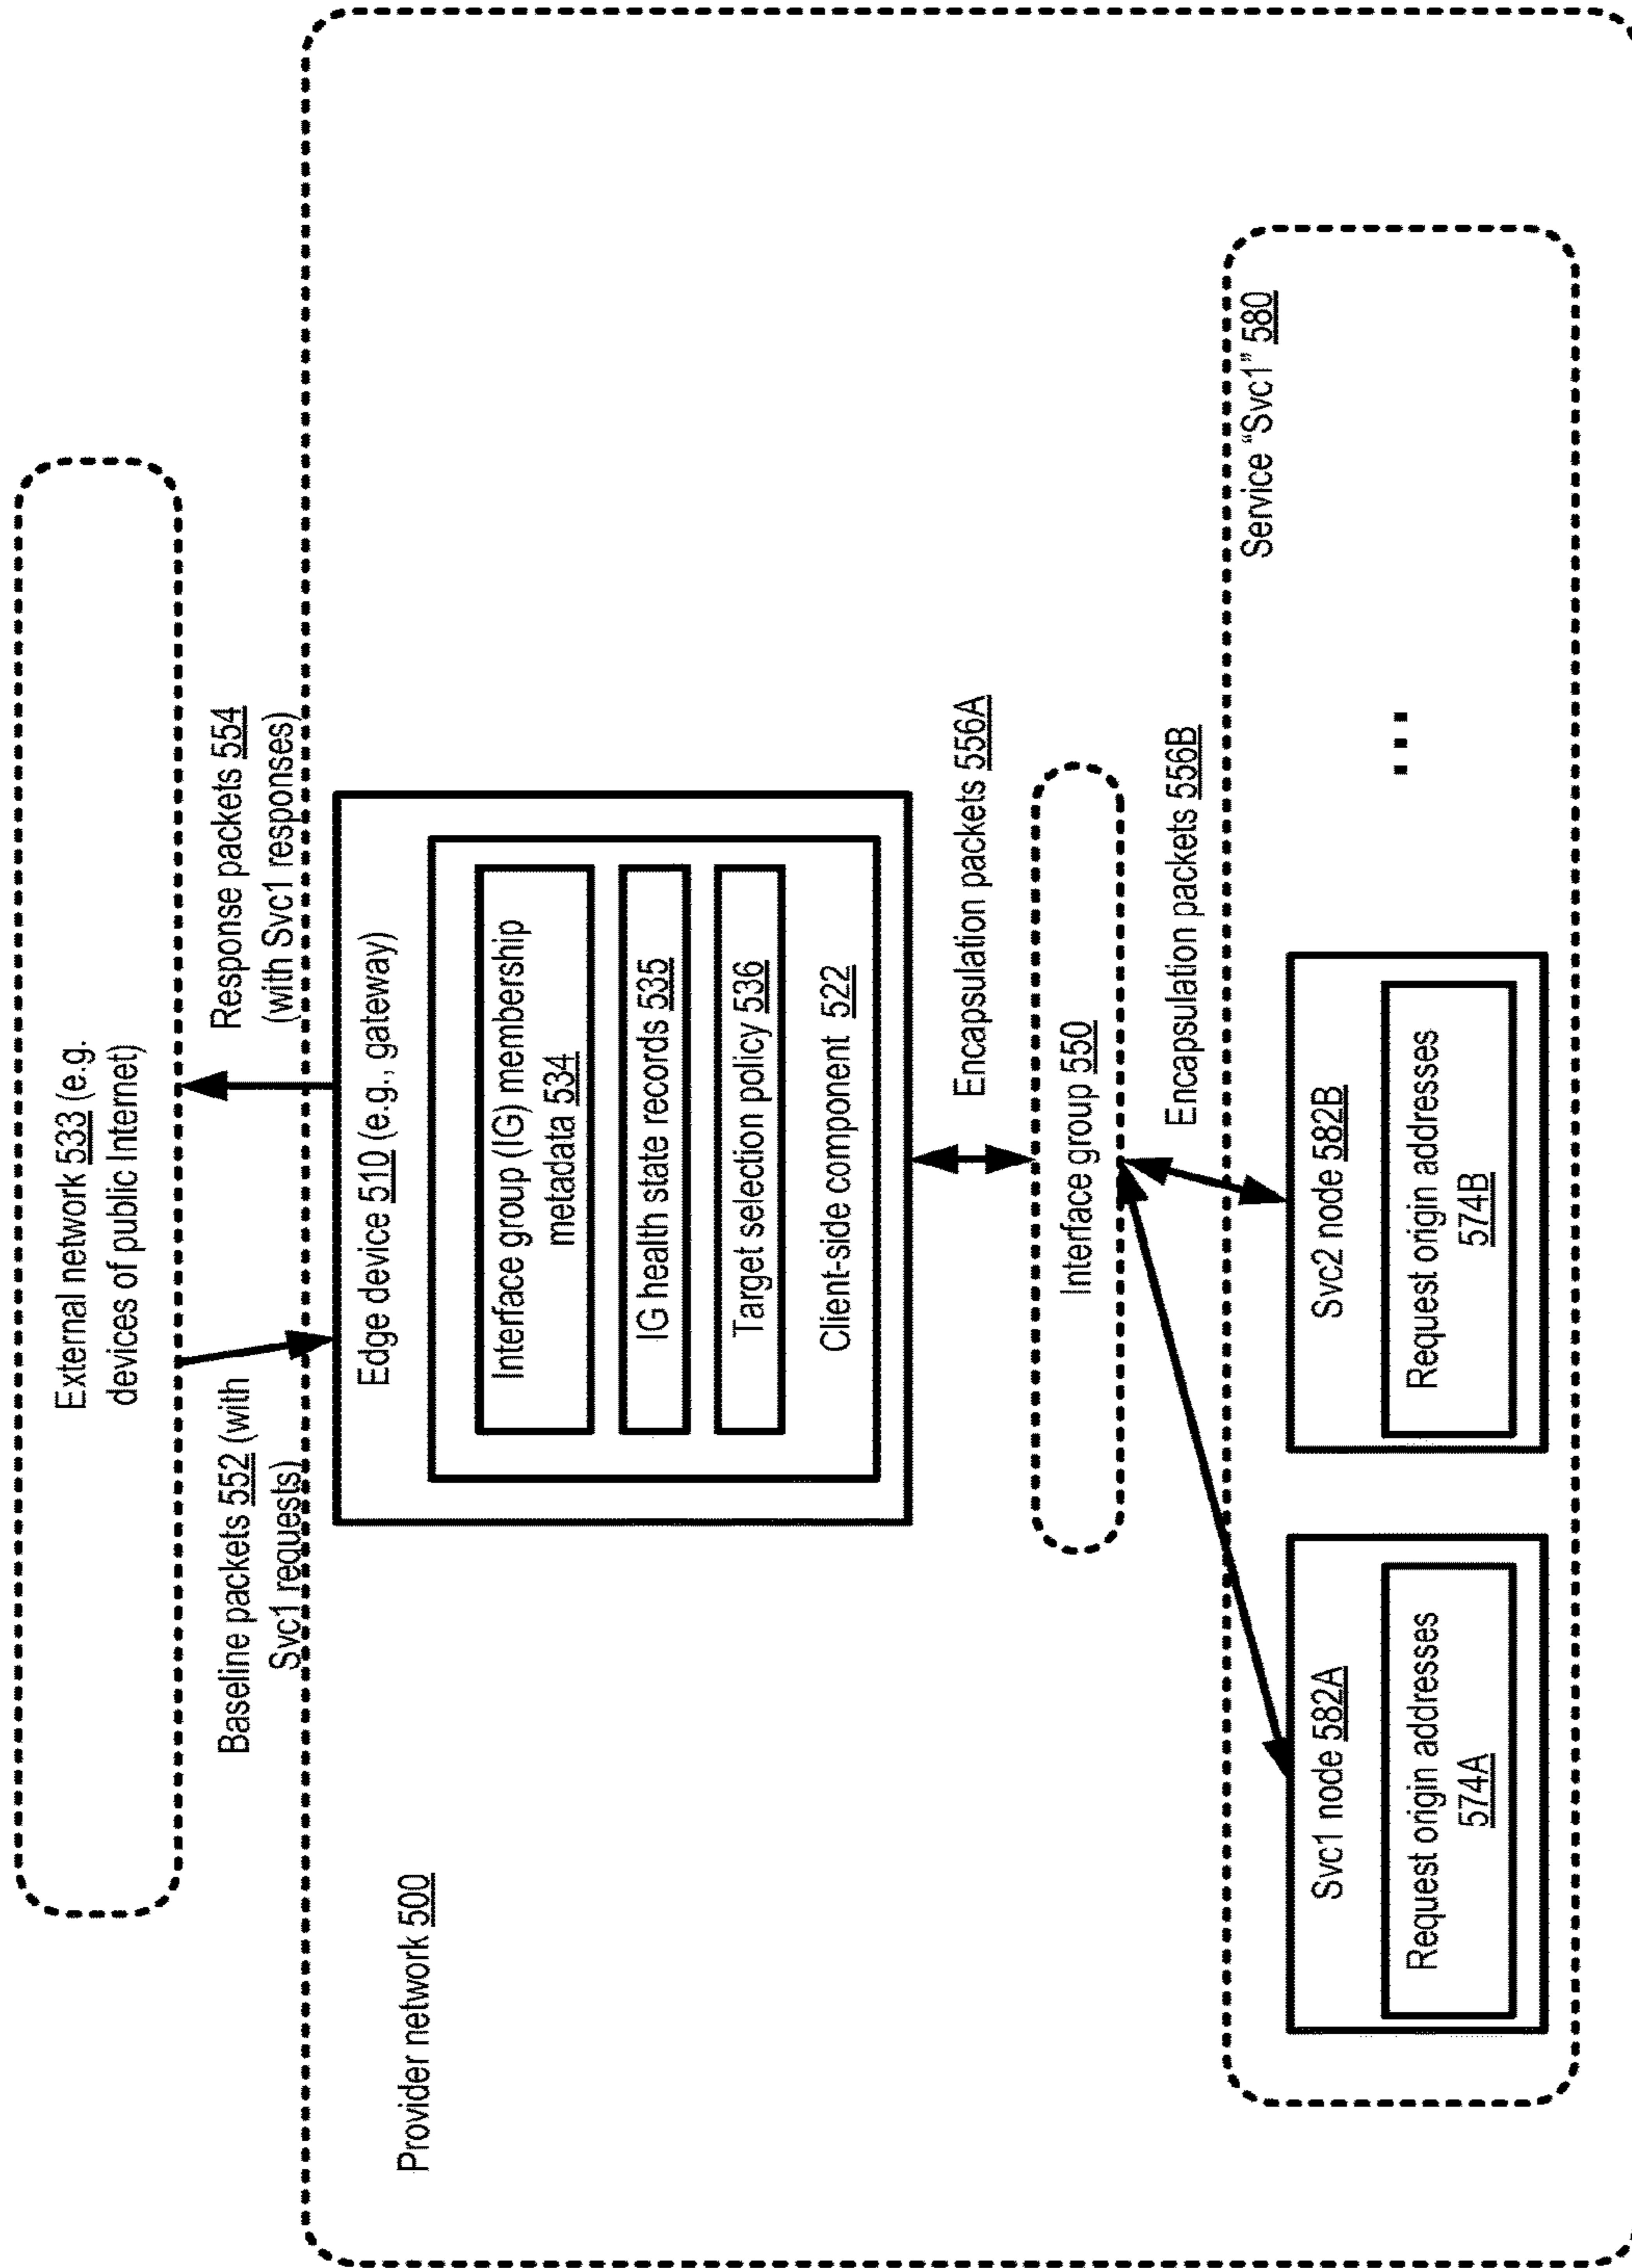 External network 533 (e.g.
devices of public Internet)
Baseline packets 552 (with
Svc1 requests)
Response packets 554
(with Svc1 responses)
Provider network 500
Edge device 510 (e.g., gateway)
Interface group (IG) membership
metadata 534
IG health state records 535
Target selection policy 536
Client-side component 522
Encapsulation packets 556A
Interface group 550
Encapsulation packets 556B
Service “Svc1” 580
Svc1 node 582A
Request origin addresses
574A
Svc2 node 582B
Request origin addresses
574B
...